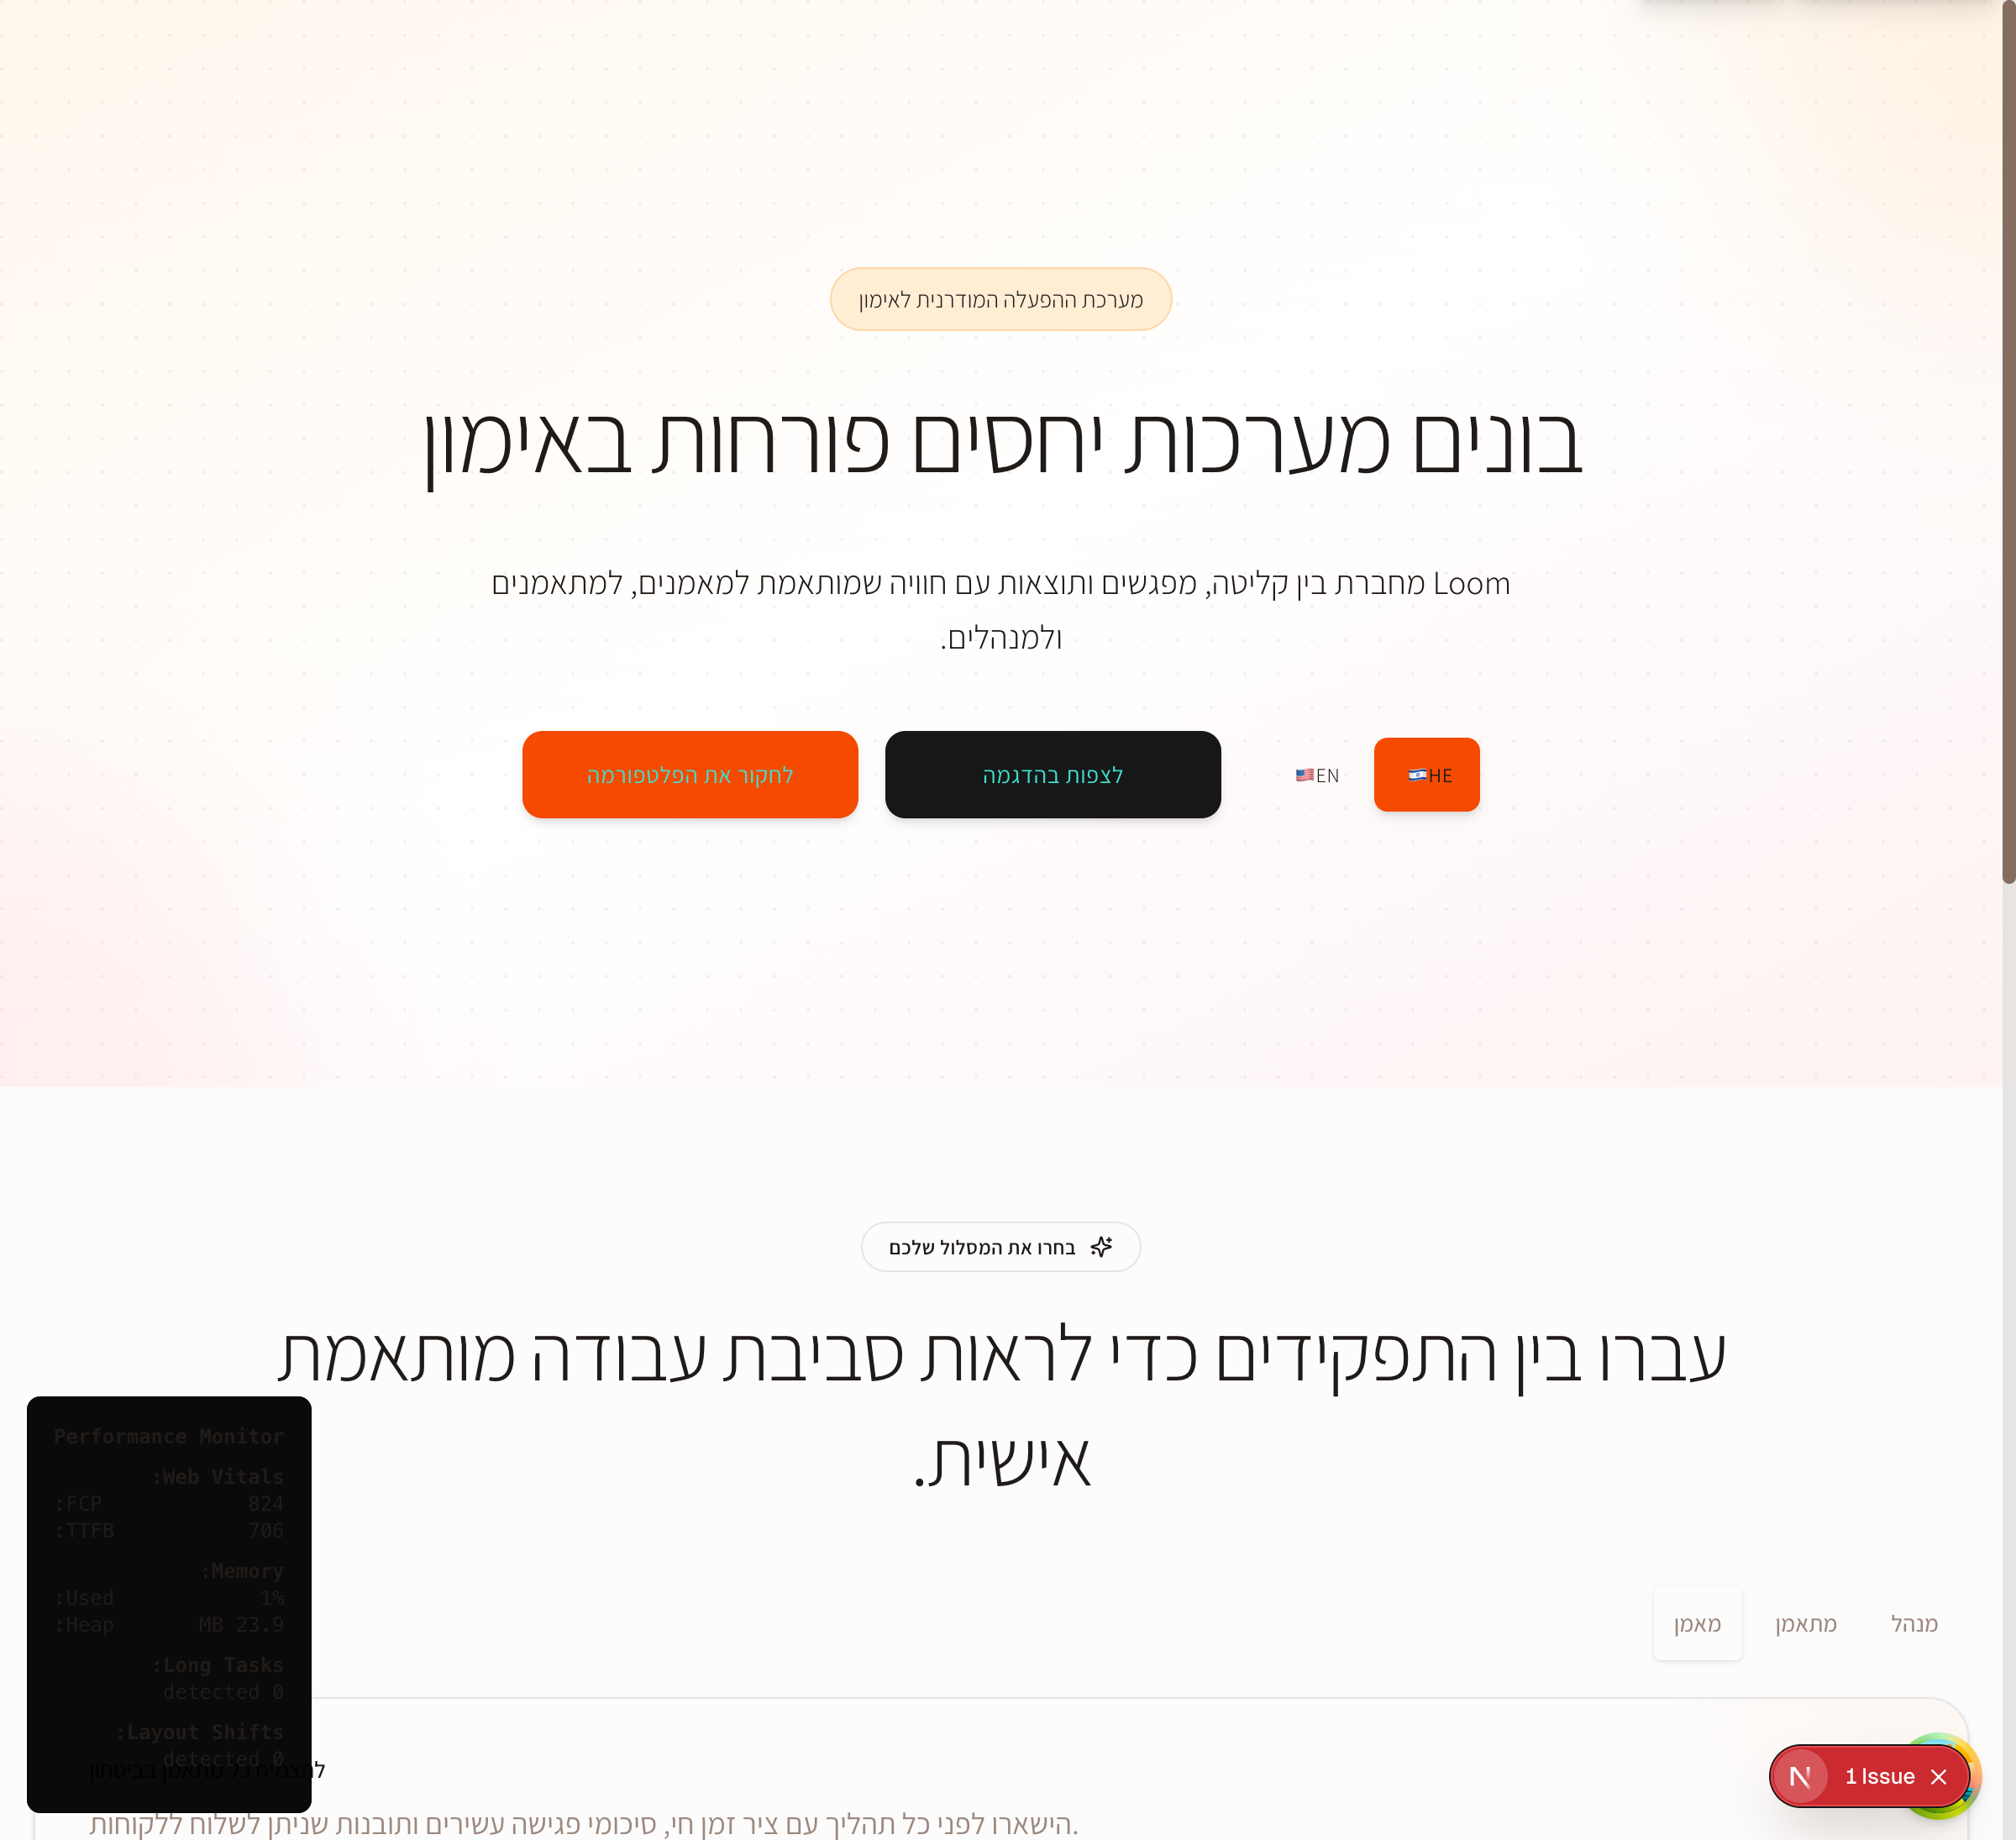 מערכת ההפעלה המודרנית לאימון
בונים מערכות יחסים פורחות באימון
Loom מחברת בין קליטה, מפגשים ותוצאות עם חוויה שמותאמת למאמנים, למתאמנים
ולמנהלים.
🇮🇱HE
🇺🇸EN
לצפות בהדגמה
לחקור את הפלטפורמה
בחרו את המסלול שלכם
עברו בין התפקידים כדי לראות סביבת עבודה מותאמת
אישית.
מנהל
מתאמן
מאמן
להצמיח כל מתאמן בביטחון
הישארו לפני כל תהליך עם ציר זמן חי, סיכומי פגישה עשירים ותובנות שניתן לשלוח ללקוחות.
Performance Monitor
:Web Vitals
:FCP 824
:TTFB 706
:Memory
:Used 1%
:Heap MB 23.9
:Long Tasks
detected 0
:Layout Shifts
detected 0
N 1 Issue